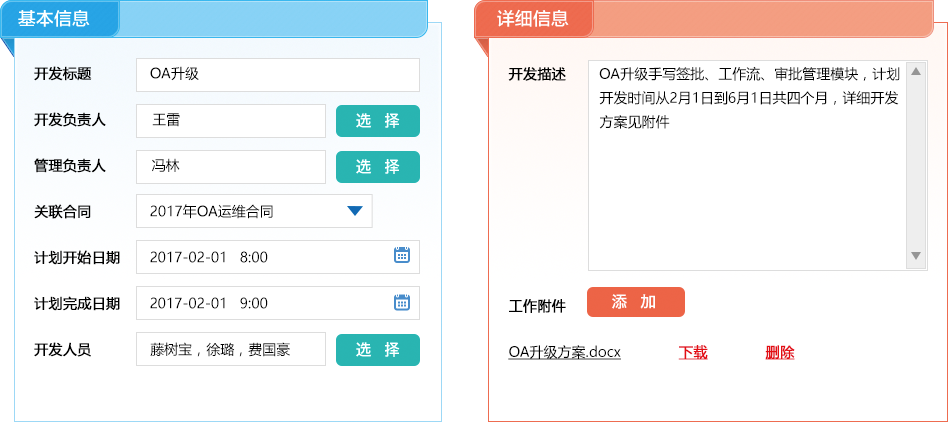 基本信息
开发标题 OA升级
开发负责人 王雷 选 择
管理负责人 冯林 选 择
关联合同 2017年OA运维合同
计划开始日期 2017-02-01 8:00
计划完成日期 2017-02-01 9:00
开发人员 藤树宝，徐璐，费国豪 选 择
详细信息
开发描述 OA升级手写签批、工作流、审批管理模块，计划
开发时间从2月1日到6月1日共四个月，详细开发
方案见附件
工作附件 添 加
OA升级方案.docx 下载 删除